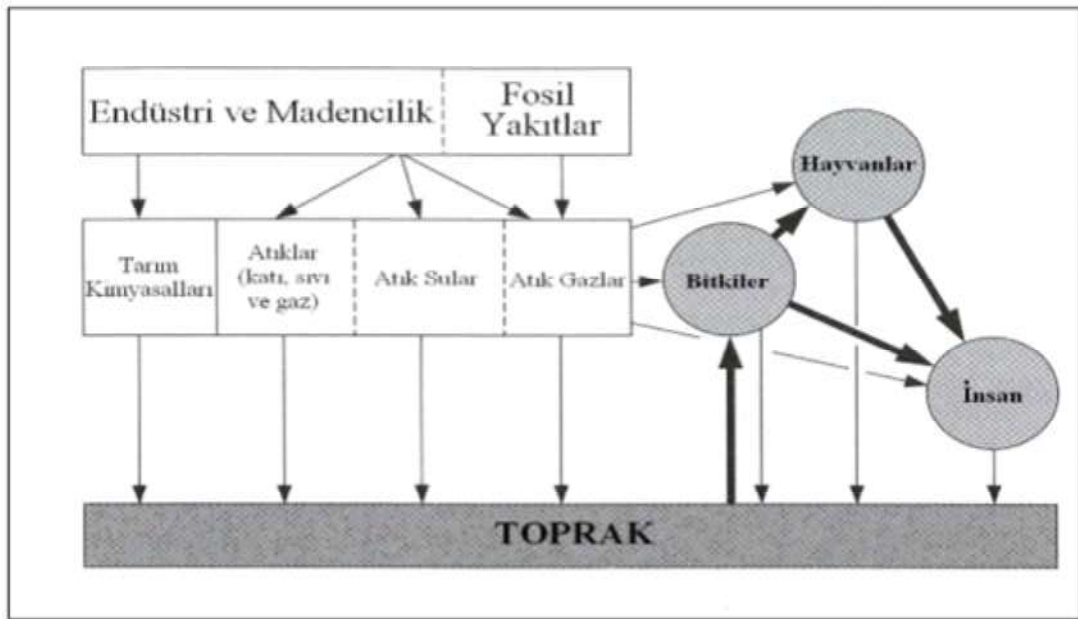 Endüstri ve Madencilik
Fosil
Yakıtlar
Hayvanlar
Tarım
Kimyasalları
Atıklar
(katı, sıvı
ve gaz)
Atık Sular
Atık Gazlar
Bitkiler
İnsan
TOPRAK